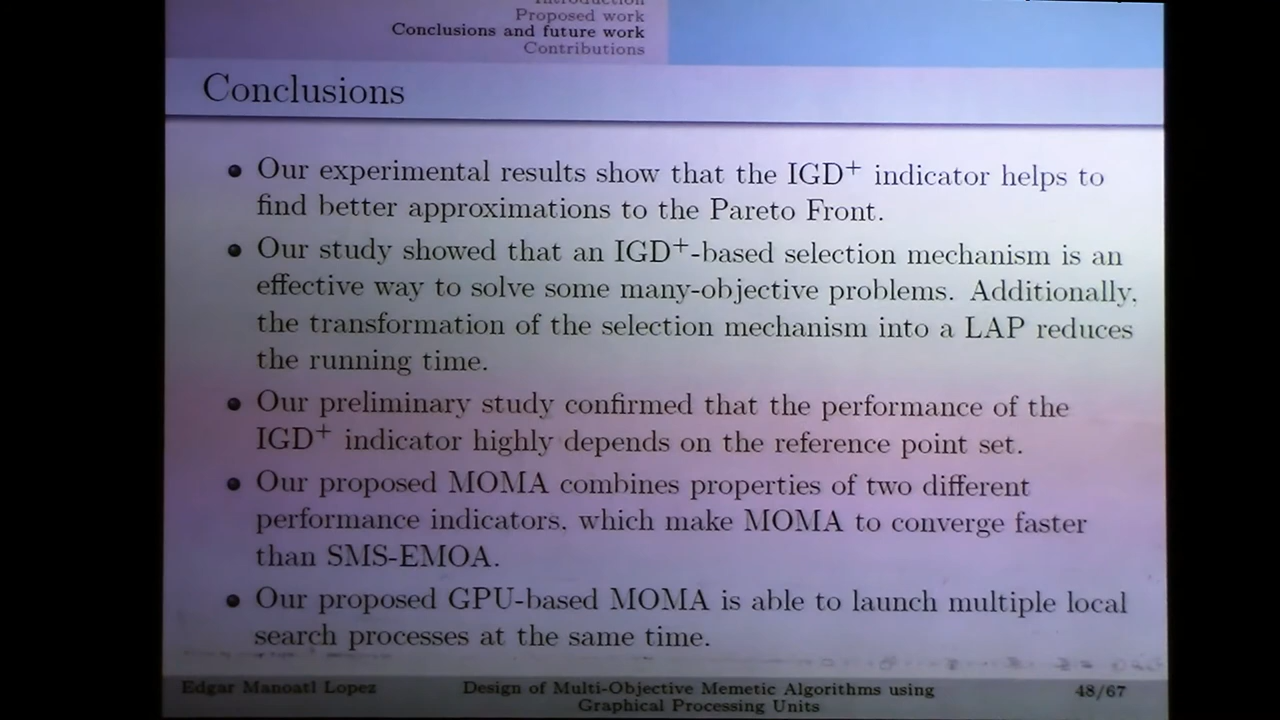 Introduction
Proposed work
Conclusions and future work
Contributions
Conclusions
Our experimental results show that the IGD+ indicator helps to
find better approximations to the Pareto Front.
Our study showed that an IGD+-based selection mechanism is an
effective way to solve some many-objective problems. Additionally,
the transformation of the selection mechanism into a LAP reduces
the running time.
Our preliminary study confirmed that the performance of the
IGD+ indicator highly depends on the reference point set.
Our proposed MOMA combines properties of two different
performance indicators, which make MOMA to converge faster
than SMS-EMOA.
Our proposed GPU-based MOMA is able to launch multiple local
search processes at the same time.
Edgar Manoatl Lopez
Design of Multi-Objective Memetic Algorithms using
Graphical Processing Units
48/67